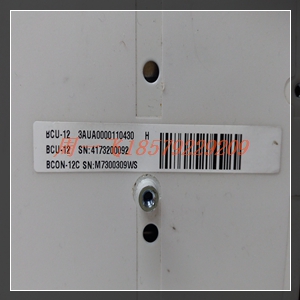 BCU-12 3AUA0000110430 H
BCU-12 SN:4173200092
BCON-12C SN:M7300309WS